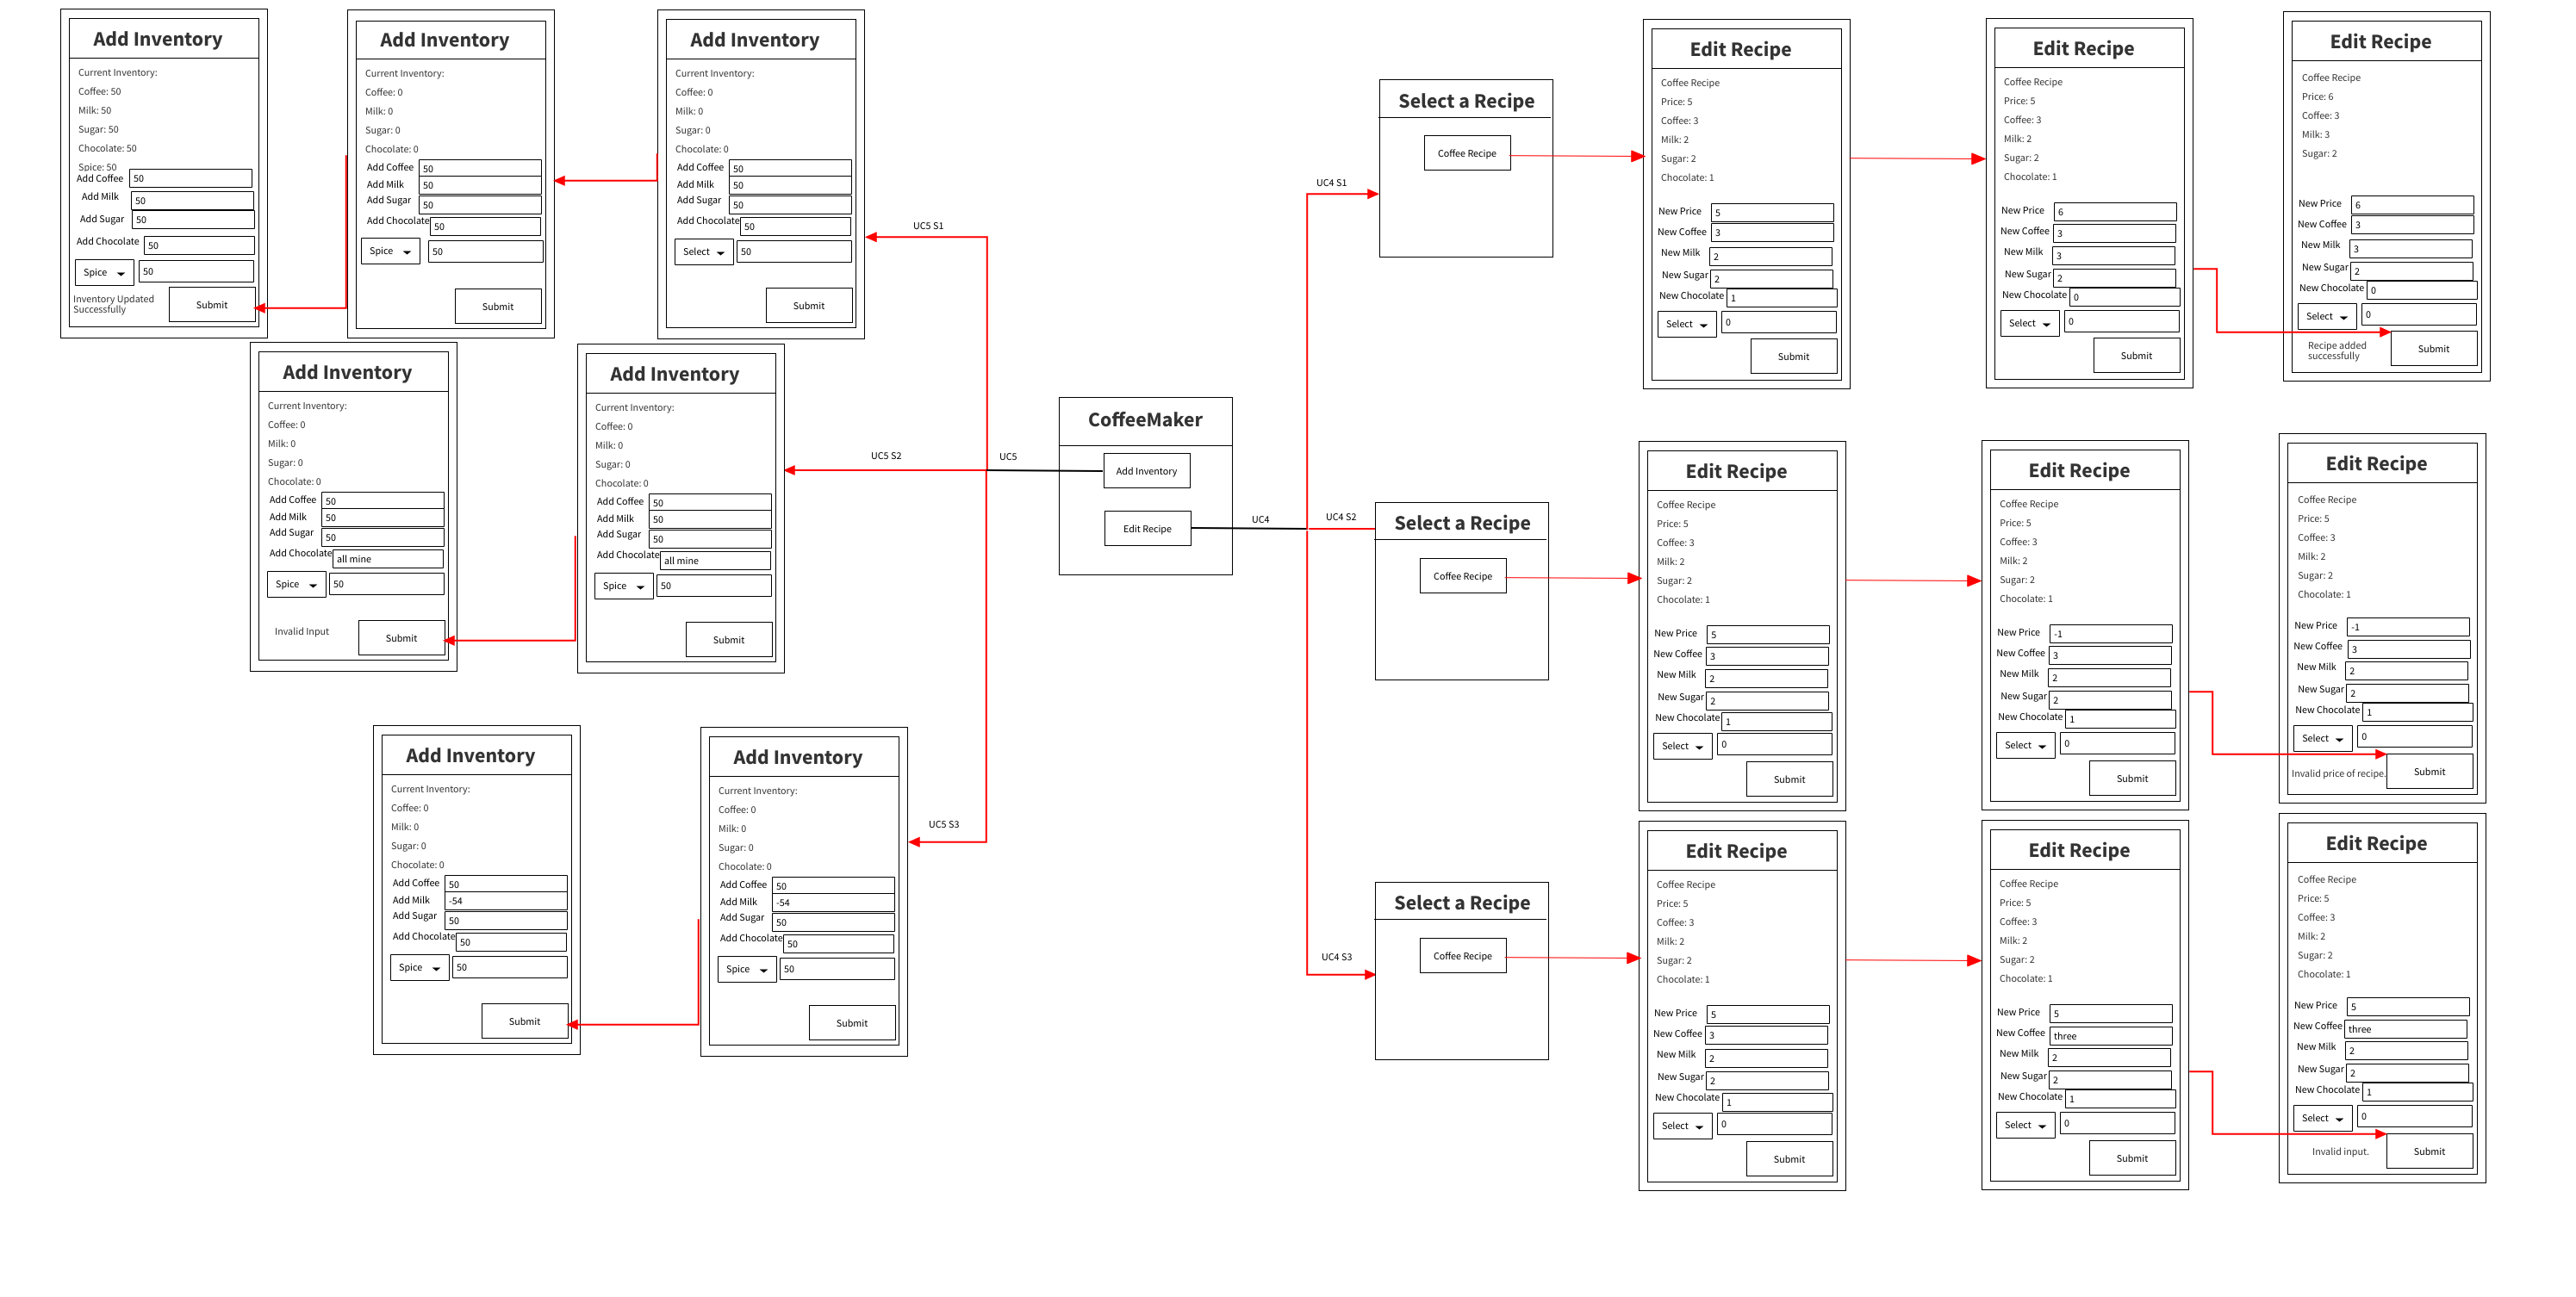 Add Inventory
Current Inventory:
Coffee: 50
Milk: 50
Sugar: 50
Chocolate: 50
Spice: 50
Add Coffee 50
Add Milk 50
Add Sugar 50
Add Chocolate 50
Spice 50
Inventory Updated
Successfully
Submit
Add Inventory
Current Inventory:
Coffee: 0
Milk: 0
Sugar: 0
Chocolate: 0
Add Coffee 50
Add Milk 50
Add Sugar 50
Add Chocolate 50
Spice 50
Submit
Add Inventory
Current Inventory:
Coffee: 0
Milk: 0
Sugar: 0
Chocolate: 0
Add Coffee 50
Add Milk 50
Add Sugar 50
Add Chocolate 50
Select 50
Submit
UC5 S1
Add Inventory
Current Inventory:
Coffee: 0
Milk: 0
Sugar: 0
Chocolate: 0
Add Coffee 50
Add Milk 50
Add Sugar 50
Add Chocolate all mine
Spice 50
Invalid Input
Submit
Add Inventory
Current Inventory:
Coffee: 0
Milk: 0
Sugar: 0
Chocolate: 0
Add Coffee 50
Add Milk 50
Add Sugar 50
Add Chocolate all mine
Spice 50
Submit
UC5 S2
UC5
Add Inventory
Current Inventory:
Coffee: 0
Milk: 0
Sugar: 0
Chocolate: 0
Add Coffee 50
Add Milk -54
Add Sugar 50
Add Chocolate 50
Spice 50
Submit
Add Inventory
Current Inventory:
Coffee: 0
Milk: 0
Sugar: 0
Chocolate: 0
Add Coffee 50
Add Milk -54
Add Sugar 50
Add Chocolate 50
Spice 50
Submit
UC5 S3
CoffeeMaker
Add Inventory
Edit Recipe
UC4
UC4 S1
Select a Recipe
Coffee Recipe
Edit Recipe
Coffee Recipe
Price: 5
Coffee: 3
Milk: 2
Sugar: 2
Chocolate: 1
New Price 5
New Coffee 3
New Milk 2
New Sugar 2
New Chocolate 1
Select 0
Submit
Edit Recipe
Coffee Recipe
Price: 5
Coffee: 3
Milk: 2
Sugar: 2
Chocolate: 1
New Price 6
New Coffee 3
New Milk 3
New Sugar 2
New Chocolate 0
Select 0
Submit
Edit Recipe
Coffee Recipe
Price: 6
Coffee: 3
Milk: 3
Sugar: 2
New Price 6
New Coffee 3
New Milk 3
New Sugar 2
New Chocolate 0
Select 0
Recipe added
successfully
Submit
UC4 S2
Select a Recipe
Coffee Recipe
Edit Recipe
Coffee Recipe
Price: 5
Coffee: 3
Milk: 2
Sugar: 2
Chocolate: 1
New Price 5
New Coffee 3
New Milk 2
New Sugar 2
New Chocolate 1
Select 0
Submit
Edit Recipe
Coffee Recipe
Price: 5
Coffee: 3
Milk: 2
Sugar: 2
Chocolate: 1
New Price -1
New Coffee 3
New Milk 2
New Sugar 2
New Chocolate 1
Select 0
Submit
Edit Recipe
Coffee Recipe
Price: 5
Coffee: 3
Milk: 2
Sugar: 2
Chocolate: 1
New Price -1
New Coffee 3
New Milk 2
New Sugar 2
New Chocolate 1
Select 0
Invalid price of recipe.
Submit
UC4 S3
Select a Recipe
Coffee Recipe
Edit Recipe
Coffee Recipe
Price: 5
Coffee: 3
Milk: 2
Sugar: 2
Chocolate: 1
New Price 5
New Coffee 3
New Milk 2
New Sugar 2
New Chocolate 1
Select 0
Submit
Edit Recipe
Coffee Recipe
Price: 5
Coffee: 3
Milk: 2
Sugar: 2
Chocolate: 1
New Price 5
New Coffee three
New Milk 2
New Sugar 2
New Chocolate 1
Select 0
Submit
Edit Recipe
Coffee Recipe
Price: 5
Coffee: 3
Milk: 2
Sugar: 2
Chocolate: 1
New Price 5
New Coffee three
New Milk 2
New Sugar 2
New Chocolate 1
Select 0
Invalid input.
Submit